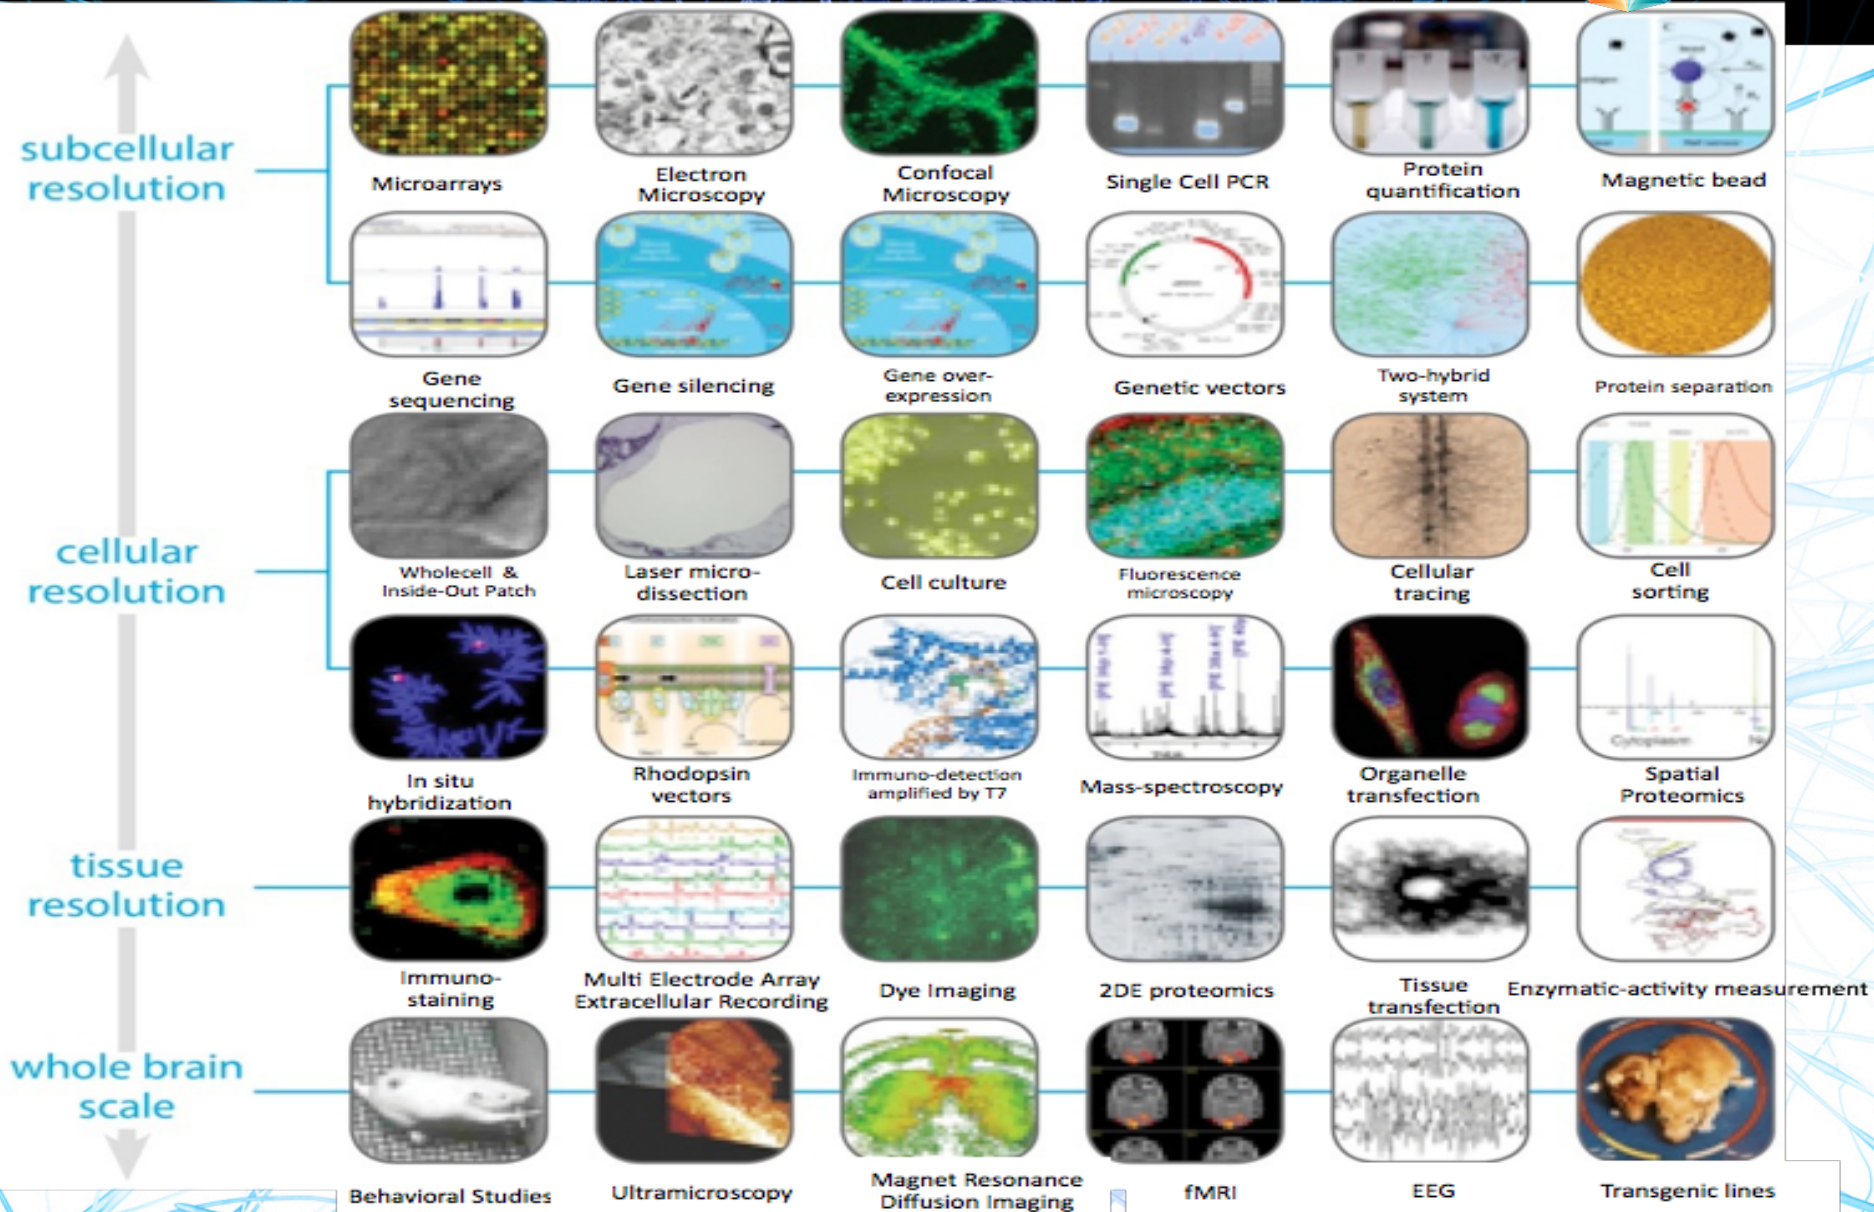 subcellular
resolution
Microarrays
Electron
Microscopy
Confocal
Microscopy
Single Cell PCR
Protein
quantification
Magnetic bead
Gene
sequencing
Gene silencing
Gene over-
expression
Genetic vectors
Two-hybrid
system
Protein separation
cellular
resolution
Wholecell &
Inside-Out Patch
Laser micro-
dissection
Cell culture
Fluorescence
microscopy
Cellular
tracing
Cell
sorting
Cytoplasm
In situ
hybridization
Rhodopsin
vectors
Immuno-detection
amplified by T7
Mass-spectroscopy
Organelle
transfection
Spatial
Proteomics
tissue
resolution
Immuno-
staining
Multi Electrode Array
Extracellular Recording
Dye Imaging
2DE proteomics
Tissue
transfection
Enzymatic-activity measurement
whole brain
scale
Behavioral Studies
Ultramicroscopy
Magnet Resonance
Diffusion Imaging
fMRI
EEG
Transgenic lines